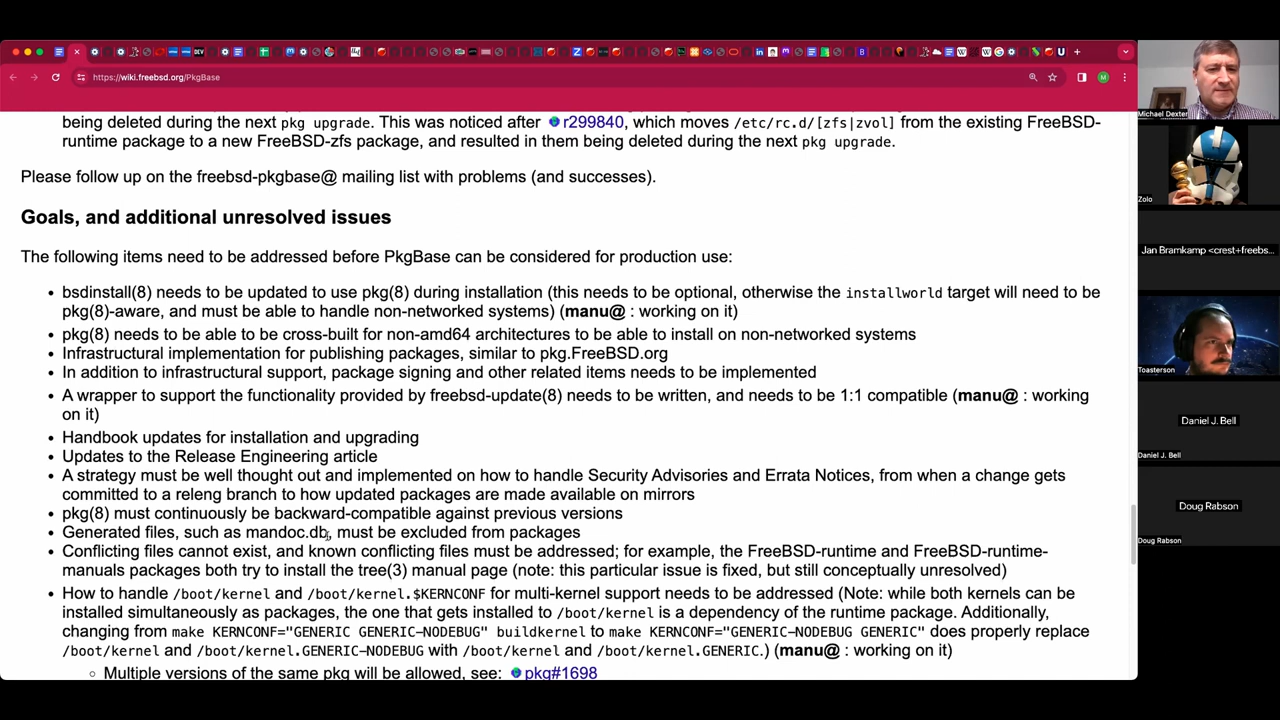 https://wiki.freebsd.org/PkgBase
being deleted during the next pkg upgrade. This was noticed after r299840, which moves /etc/rc.d/[zfs|zvol] from the existing FreeBSD-
runtime package to a new FreeBSD-zfs package, and resulted in them being deleted during the next pkg upgrade.
Please follow up on the freebsd-pkgbase@ mailing list with problems (and successes).
Goals, and additional unresolved issues
The following items need to be addressed before PkgBase can be considered for production use:
• bsdinstall(8) needs to be updated to use pkg(8) during installation (this needs to be optional, otherwise the installworld target will need to be
pkg(8)-aware, and must be able to handle non-networked systems) (manu@ : working on it)
• pkg(8) needs to be able to be cross-built for non-amd64 architectures to be able to install on non-networked systems
• Infrastructural implementation for publishing packages, similar to pkg.FreeBSD.org
• In addition to infrastructural support, package signing and other related items needs to be implemented
• A wrapper to support the functionality provided by freebsd-update(8) needs to be written, and needs to be 1:1 compatible (manu@ : working
on it)
• Handbook updates for installation and upgrading
• Updates to the Release Engineering article
• A strategy must be well thought out and implemented on how to handle Security Advisories and Errata Notices, from when a change gets
committed to a releng branch to how updated packages are made available on mirrors
• pkg(8) must continuously be backward-compatible against previous versions
• Generated files, such as mandoc.db, must be excluded from packages
• Conflicting files cannot exist, and known conflicting files must be addressed; for example, the FreeBSD-runtime and FreeBSD-runtime-
manuals packages both try to install the tree(3) manual page (note: this particular issue is fixed, but still conceptually unresolved)
• How to handle /boot/kernel and /boot/kernel.$KERNCONF for multi-kernel support needs to be addressed (Note: while both kernels can be
installed simultaneously as packages, the one that gets installed to /boot/kernel is a dependency of the runtime package. Additionally,
changing from make KERNCONF="GENERIC GENERIC-NODEBUG" buildkernel to make KERNCONF="GENERIC-NODEBUG GENERIC" does properly replace
/boot/kernel and /boot/kernel.GENERIC-NODEBUG with /boot/kernel and /boot/kernel.GENERIC.) (manu@ : working on it)
◦ Multiple versions of the same pkg will be allowed, see: pkg#1698
Michael Dexter
Zolo
Jan Bramkamp <crest+freebs...
Toasterson
Daniel J. Bell
Daniel J. Bell
Doug Rabson
Doug Rabson